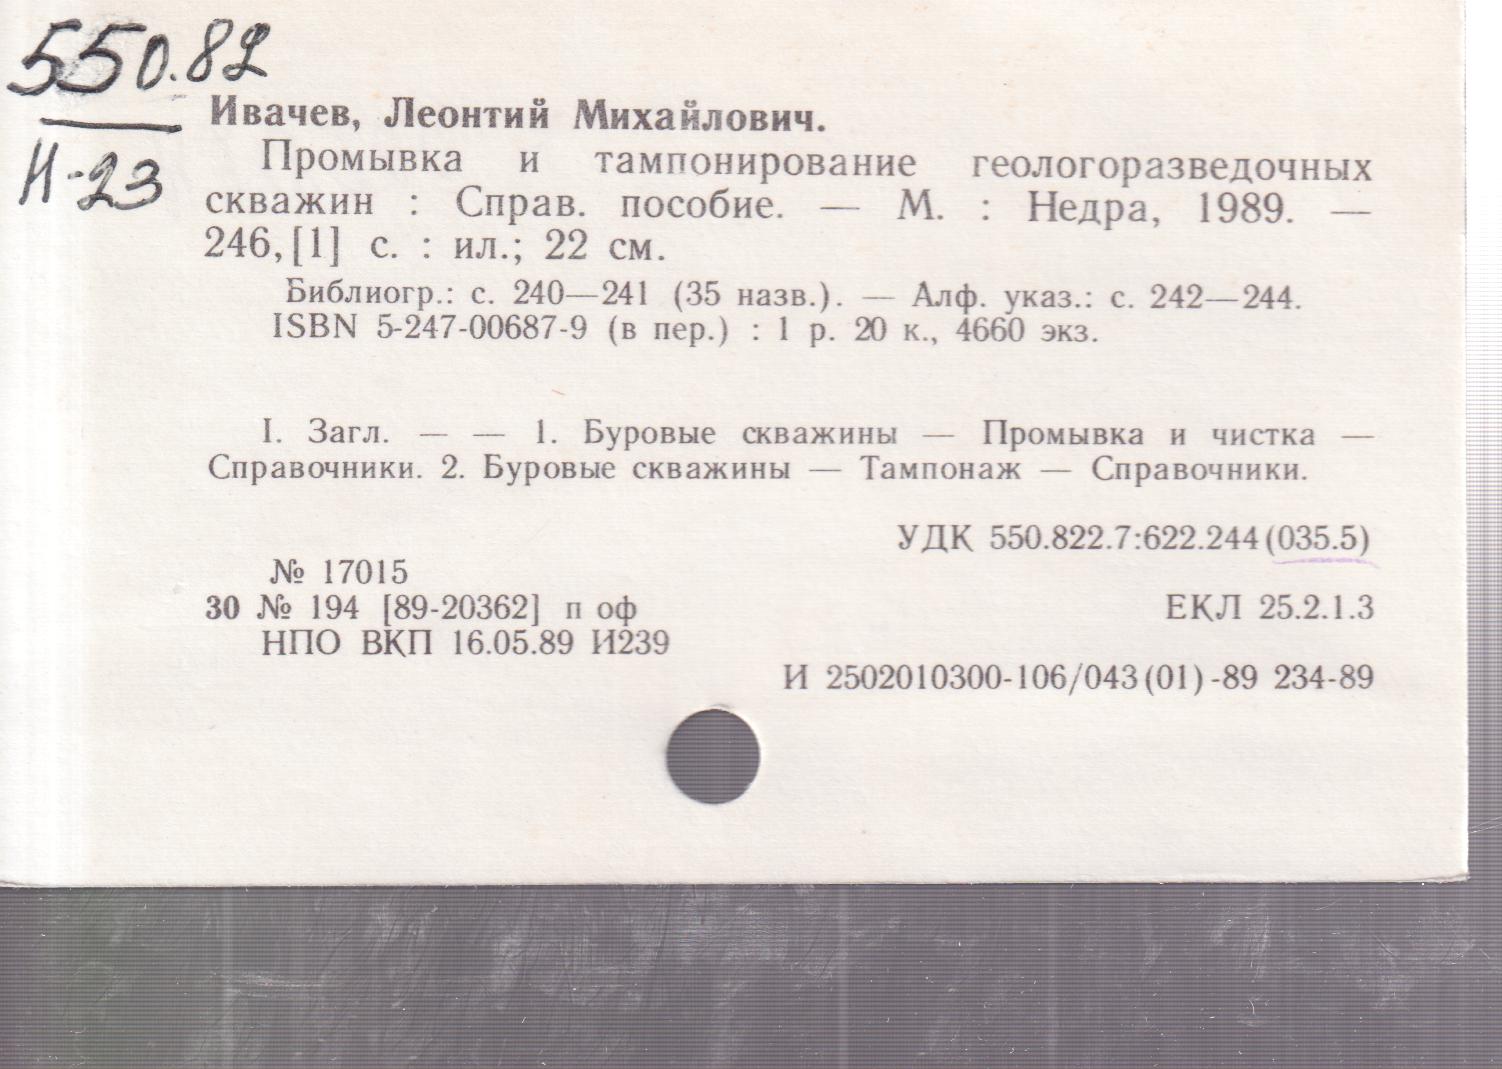 550.82
И-23
Ивачев, Леонтий Михайлович.
Промывка и тампонирование геологоразведочных
скважин : Справ. пособие. — М. : Недра, 1989. —
246,[1] с. : ил.; 22 см.
Библиогр.: с. 240—241 (35 назв.). — Алф. указ.: с. 242—244.
ISBN 5-247-00687-9 (в пер.) : 1 р. 20 к., 4660 экз.
I. Загл. — — 1. Буровые скважины — Промывка и чистка —
Справочники. 2. Буровые скважины — Тампонаж — Справочники.
УДК 550.822.7:622.244(035.5)
№ 17015
30 № 194 [89-20362] п оф
ЕКЛ 25.2.1.3
НПО ВКП 16.05.89 И239
И 2502010300-106/043(01)-89 234-89